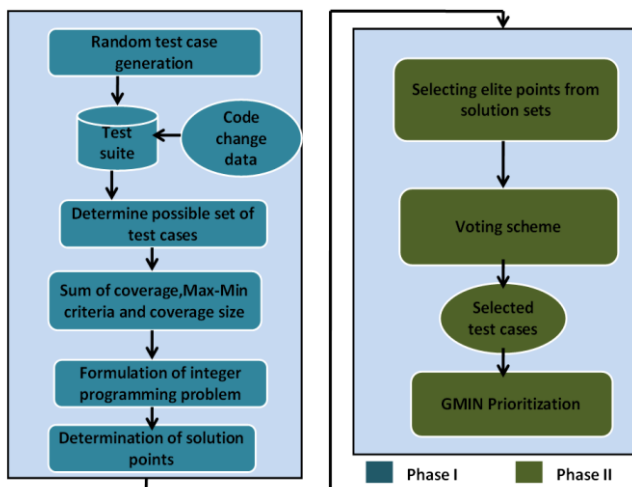 Random test case
generation
Test
suite
Code
change
data
Determine possible set of
test cases
Sum of coverage,Max-Min
criteria and coverage size
Formulation of integer
programming problem
Determination of solution
points
Selecting elite points from
solution sets
Voting scheme
Selected
test cases
GMIN Prioritization
Phase I
Phase II